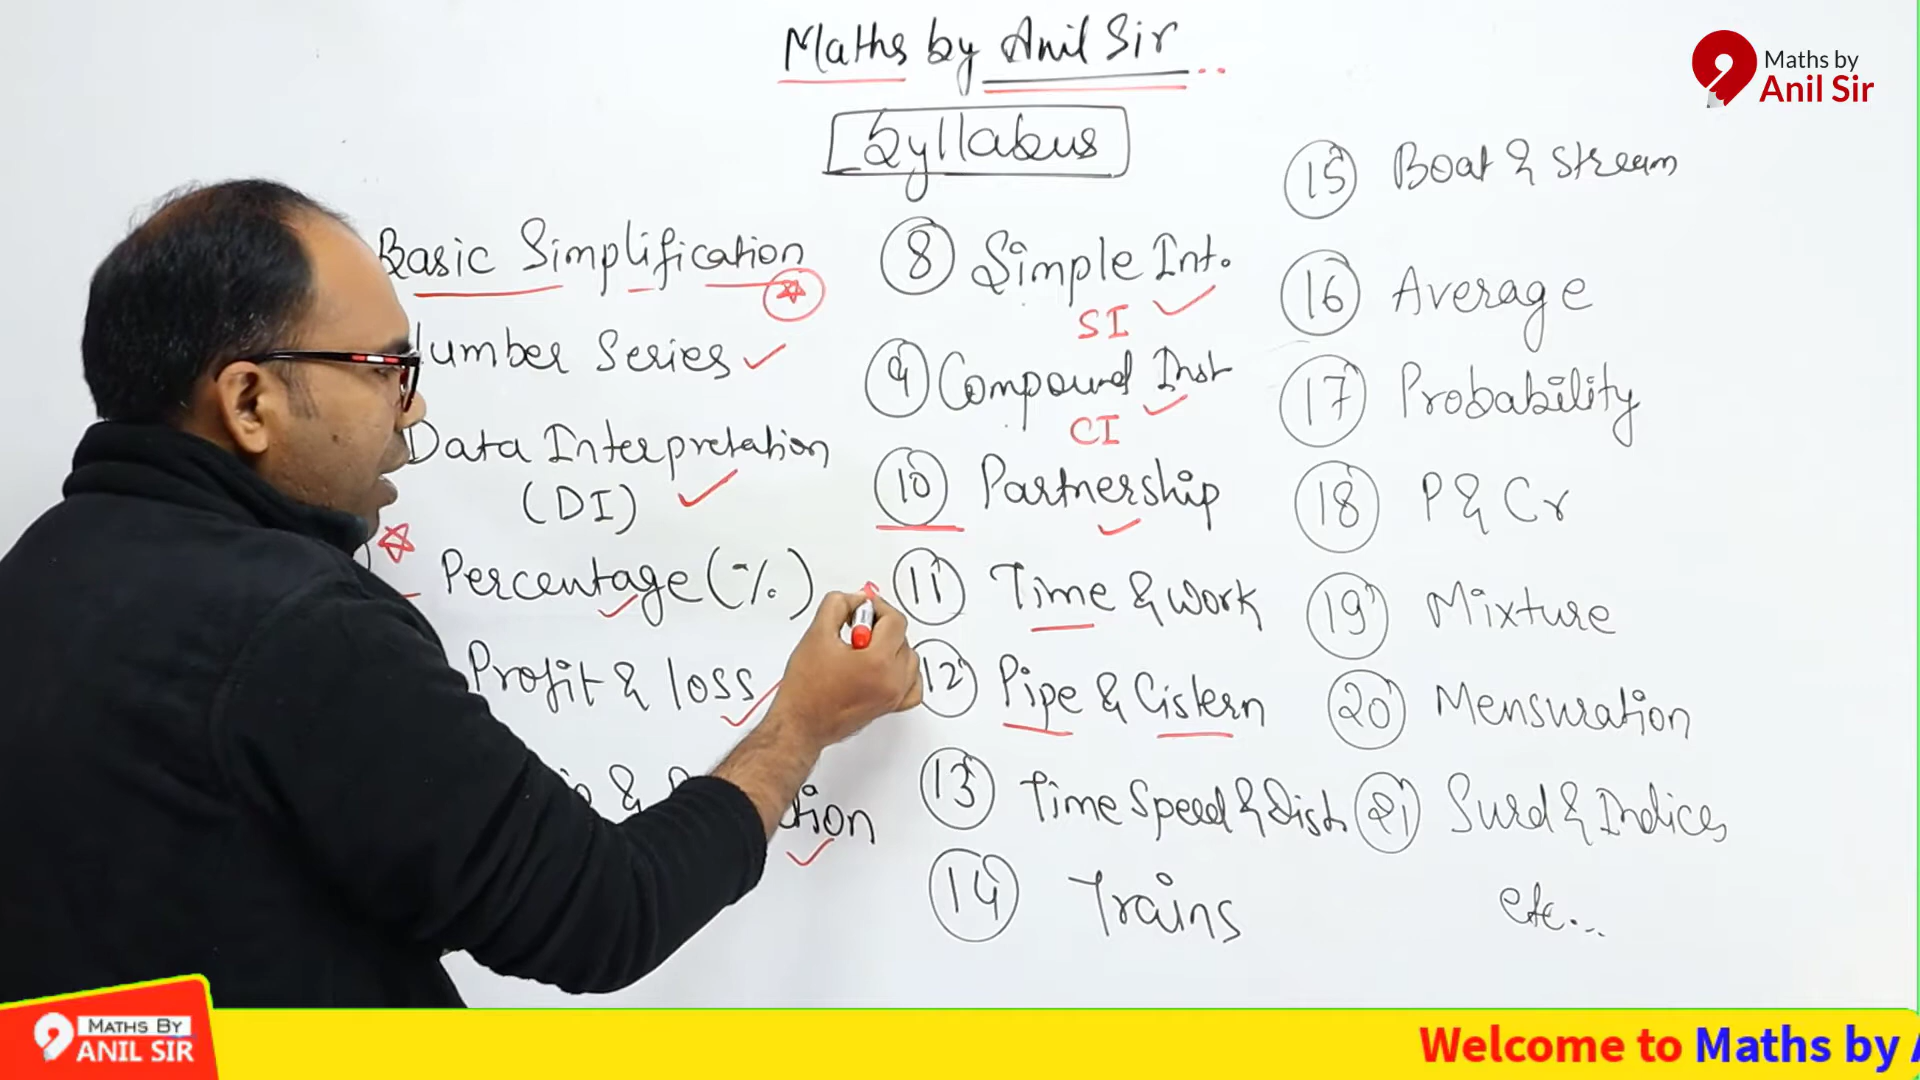 Maths by Anil Sir
Maths by
Anil Sir
Syllabus
Basic Simplification
Number Series
Data Interpretation
(DI)
Percentage (%)
Profit & loss
&
8 Simple Int.
SI
9 Compound Inst
CI
10 Partnership
11 Time & Work
12 Pipe & Cistern
13 Time Speed & Dist.
14 Trains
15 Boat & Stream
16 Average
17 Probability
18 P & C
19 Mixture
20 Mensuration
21 Surd & Indices
etc...
MATHS BY
ANIL SIR
Welcome to Maths by A